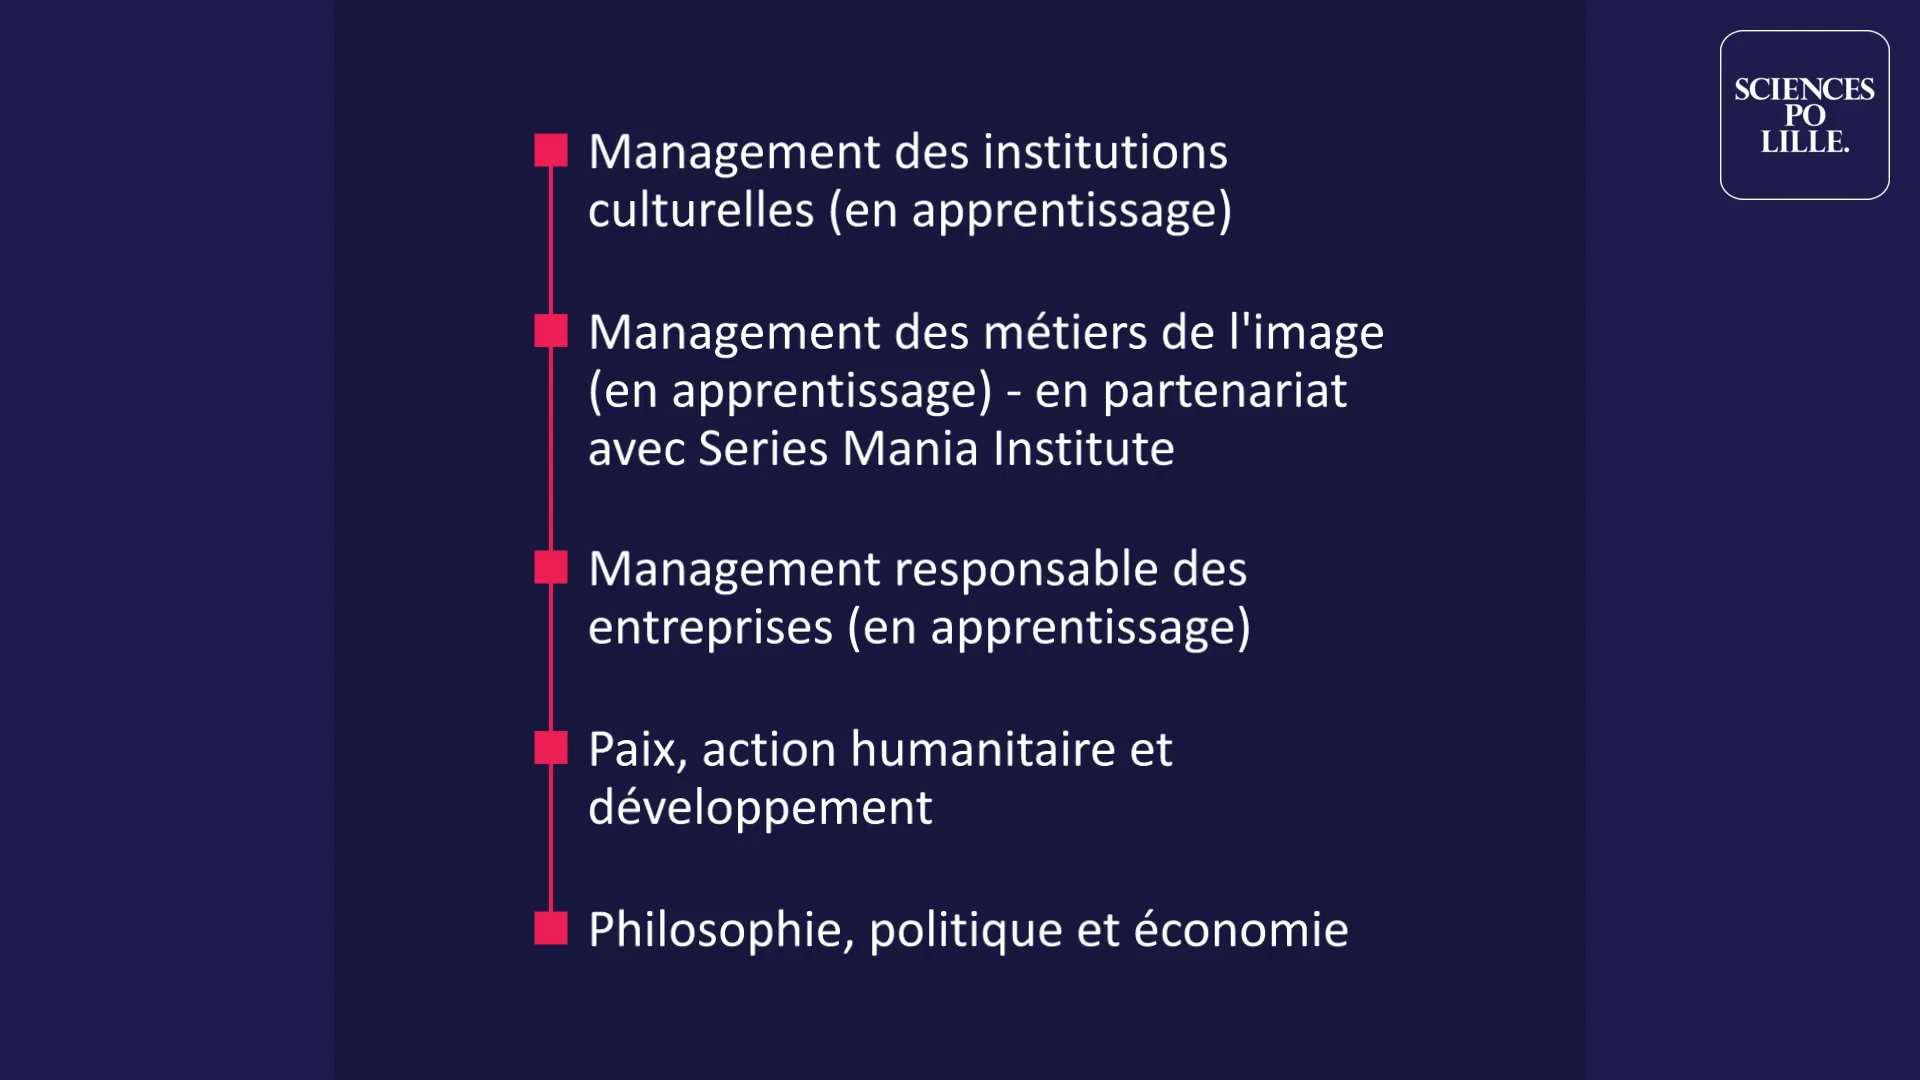 Management des institutions
culturelles (en apprentissage)
Management des métiers de l'image
(en apprentissage) - en partenariat
avec Series Mania Institute
Management responsable des
entreprises (en apprentissage)
Paix, action humanitaire et
développement
Philosophie, politique et économie
SCIENCES
PO
LILLE.